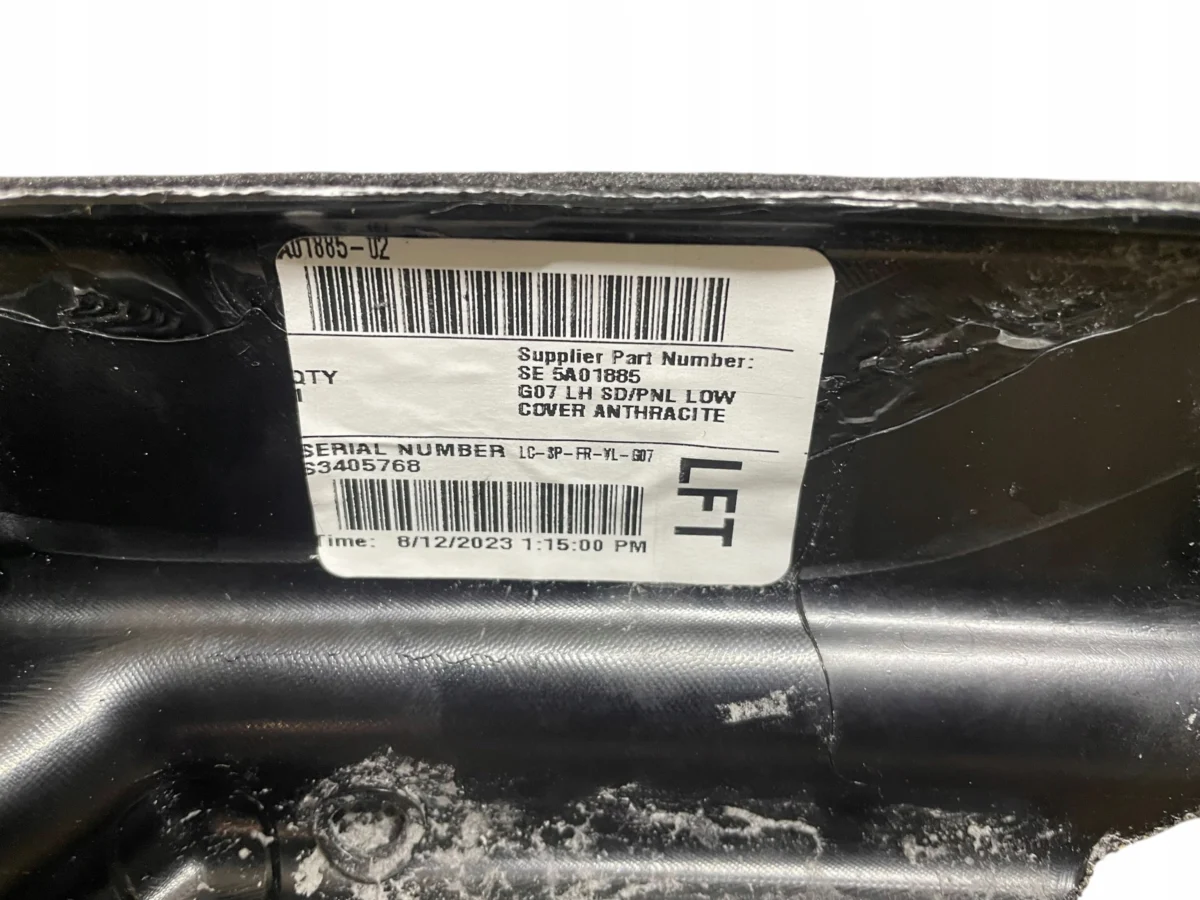 A01885-02
Supplier Part Number:
SE 5A01885
QTY
1
G07 LH SD/PNL LOW
COVER ANTHRACITE
SERIAL NUMBER LC-SP-FR-VL-G07
S3405768
LFT
Time: 8/12/2023 1:15:00 PM